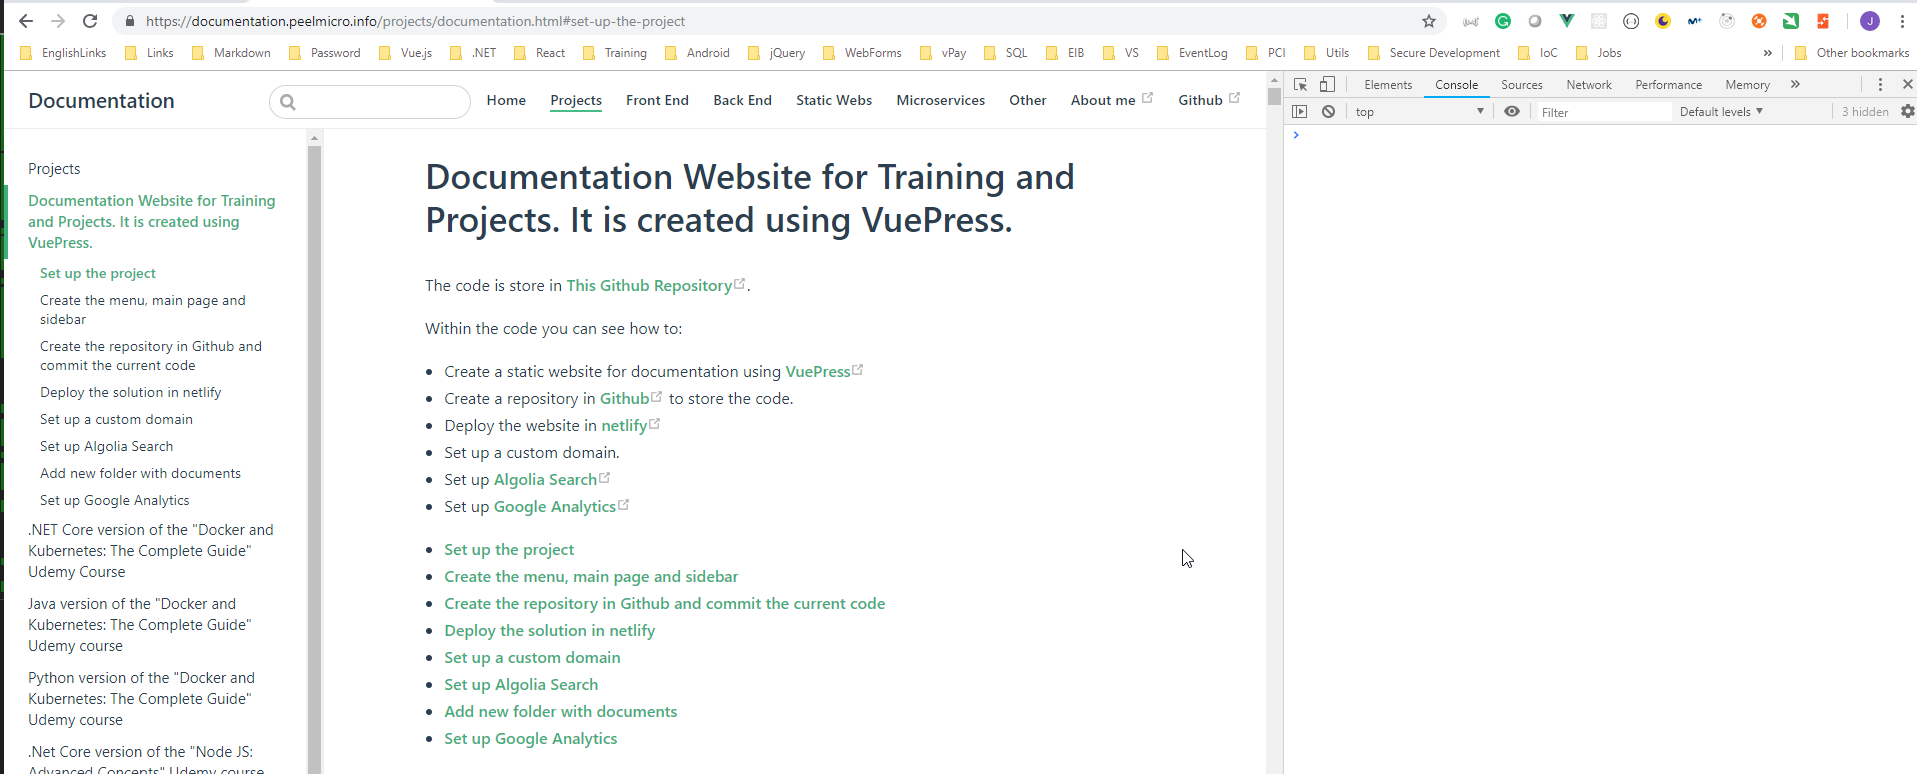 https://documentation.peelmicro.info/projects/documentation.html#set-up-the-project
J
EnglishLinks Links Markdown Password Vue.js .NET React Training Android jQuery WebForms vPay SQL EIB VS EventLog PCI Utils Secure Development IoC Jobs » Other bookmarks
Documentation Home Projects Front End Back End Static Webs Microservices Other About me Github
Elements Console Sources Network Performance Memory »
top Filter Default levels 3 hidden
Projects
Documentation Website for Training
and Projects. It is created using
VuePress.
Set up the project
Create the menu, main page and
sidebar
Create the repository in Github and
commit the current code
Deploy the solution in netlify
Set up a custom domain
Set up Algolia Search
Add new folder with documents
Set up Google Analytics
.NET Core version of the "Docker and
Kubernetes: The Complete Guide"
Udemy Course
Java version of the "Docker and
Kubernetes: The Complete Guide"
Udemy course
Python version of the "Docker and
Kubernetes: The Complete Guide"
Udemy course
.Net Core version of the "Node JS:
Advanced Concepts" Udemy course
Documentation Website for Training and
Projects. It is created using VuePress.
The code is store in This Github Repository.
Within the code you can see how to:
• Create a static website for documentation using VuePress
• Create a repository in Github to store the code.
• Deploy the website in netlify
• Set up a custom domain.
• Set up Algolia Search
• Set up Google Analytics
• Set up the project
• Create the menu, main page and sidebar
• Create the repository in Github and commit the current code
• Deploy the solution in netlify
• Set up a custom domain
• Set up Algolia Search
• Add new folder with documents
• Set up Google Analytics